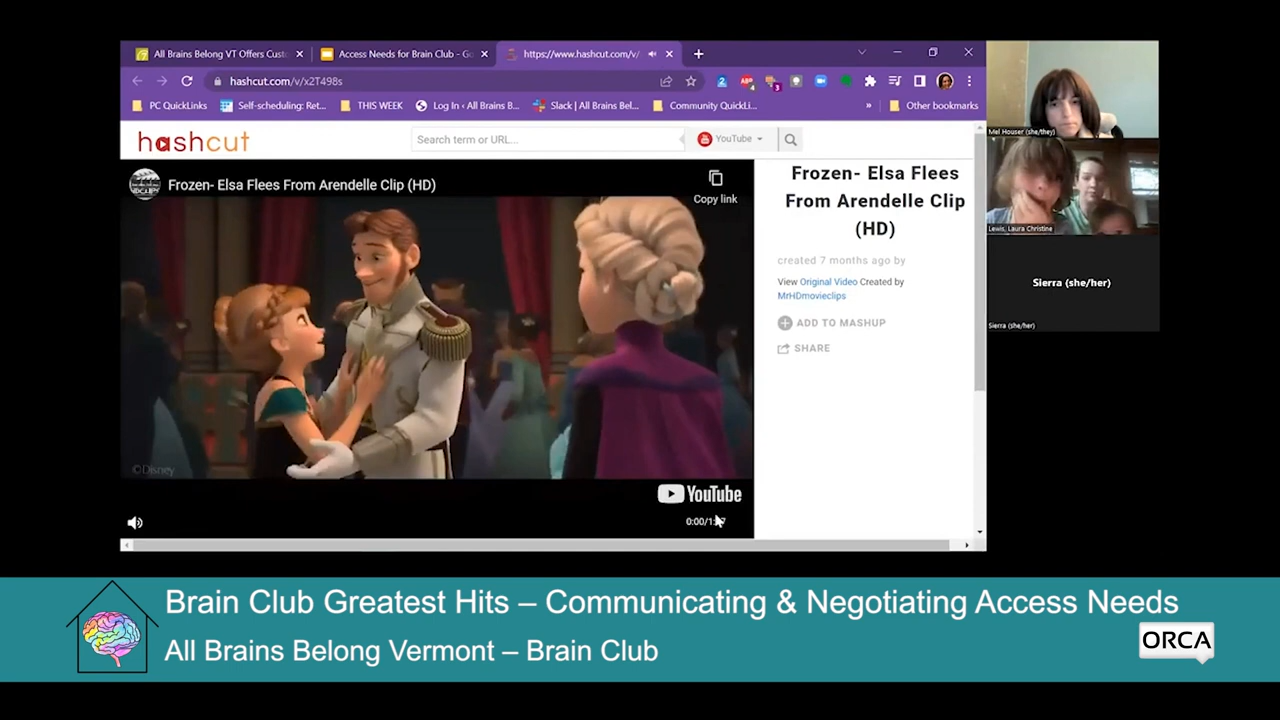 All Brains Belong VT Offers Custo
Access Needs for Brain Club - Go
https://www.hashcut.com/v/
hashcut.com/v/x2T498s
PC QuickLinks
Self-scheduling: Ret...
THIS WEEK
Log In ‹ All Brains B...
Slack | All Brains Bel...
Community QuickLi...
»
Other bookmarks
hashcut
Search term or URL...
YouTube
Frozen- Elsa Flees From Arendelle Clip (HD)
Copy link
©Disney
YouTube
0:00/1:
Frozen- Elsa Flees
From Arendelle Clip
(HD)
created 7 months ago by
View Original Video Created by
MrHDmovieclips
ADD TO MASHUP
SHARE
Mel Houser (she/they)
Lewis, Laura Christine
Sierra (she/her)
Sierra (she/her)
Brain Club Greatest Hits – Communicating & Negotiating Access Needs
All Brains Belong Vermont – Brain Club
ORCA